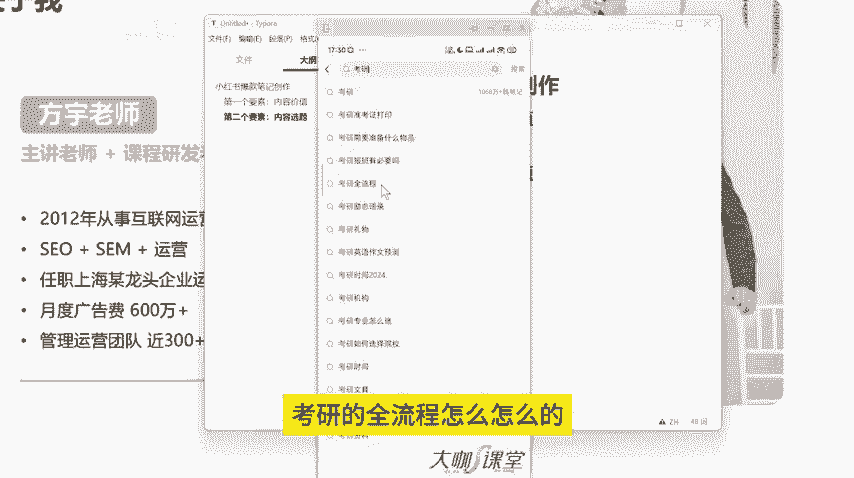 方宇老师
主讲老师 + 课程研发
• 2012年从事互联网运营
• SEO + SEM + 运营
• 任职上海某龙头企业运
• 月度广告费 600万+
• 管理运营团队 近300+
Untitled• - Typora
文件(F) 编辑(E) 段落(P) 格式
文件 大纲
小红书爆款笔记创作
第一个要素：内容价值
第二个要素：内容选题
创作
17:30
考研 搜索
考研 1068万+篇笔记
考研准考证打印
考研需要准备什么物品
考研报班有必要吗
考研全流程
考研励志语录
考研礼物
考研英语作文预测
考研时间2024
考研机构
考研专业怎么选
考研如何选择院校
考研时间
考研文具
ZH 48 词
考研的全流程怎么怎么的
大咖课堂